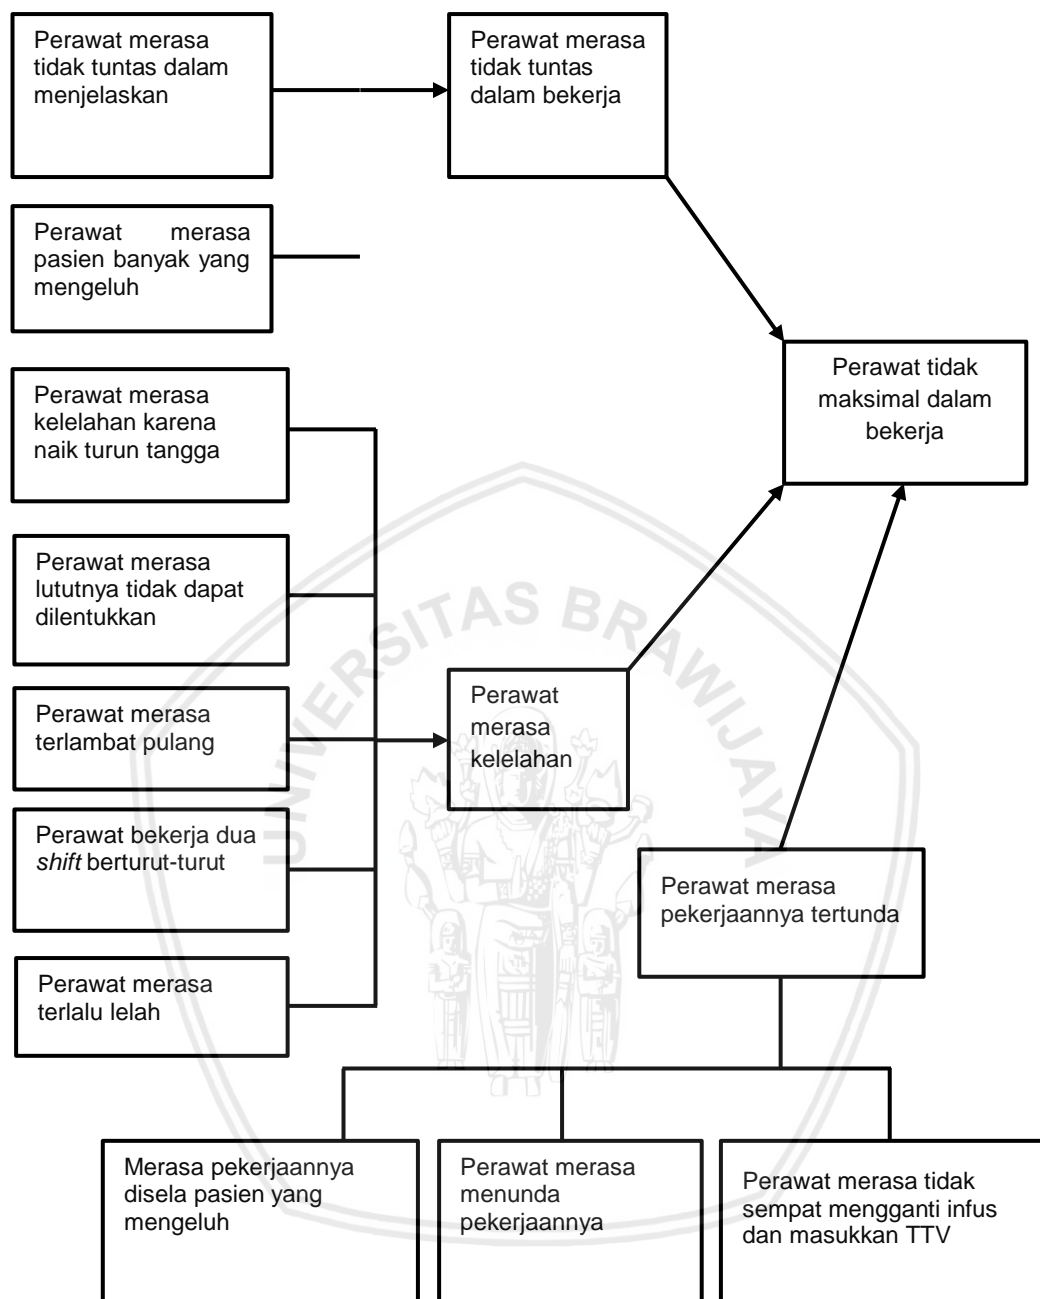 Perawat merasa
tidak tuntas dalam
menjelaskan
Perawat merasa
tidak tuntas
dalam bekerja
Perawat merasa
pasien banyak yang
mengeluh
Perawat tidak
maksimal dalam
bekerja
Perawat merasa
kelelahan karena
naik turun tangga
Perawat merasa
lututnya tidak dapat
dilentukkan
Perawat merasa
terlambat pulang
Perawat
merasa
kelelahan
Perawat bekerja dua
shift berturut-turut
Perawat merasa
pekerjaannya tertunda
Perawat merasa
terlalu lelah
Merasa pekerjaannya
disela pasien yang
mengeluh
Perawat merasa
menunda
pekerjaannya
Perawat merasa tidak
sempat mengganti infus
dan masukkan TTV
UNIVERSITAS BRAWIJAYA